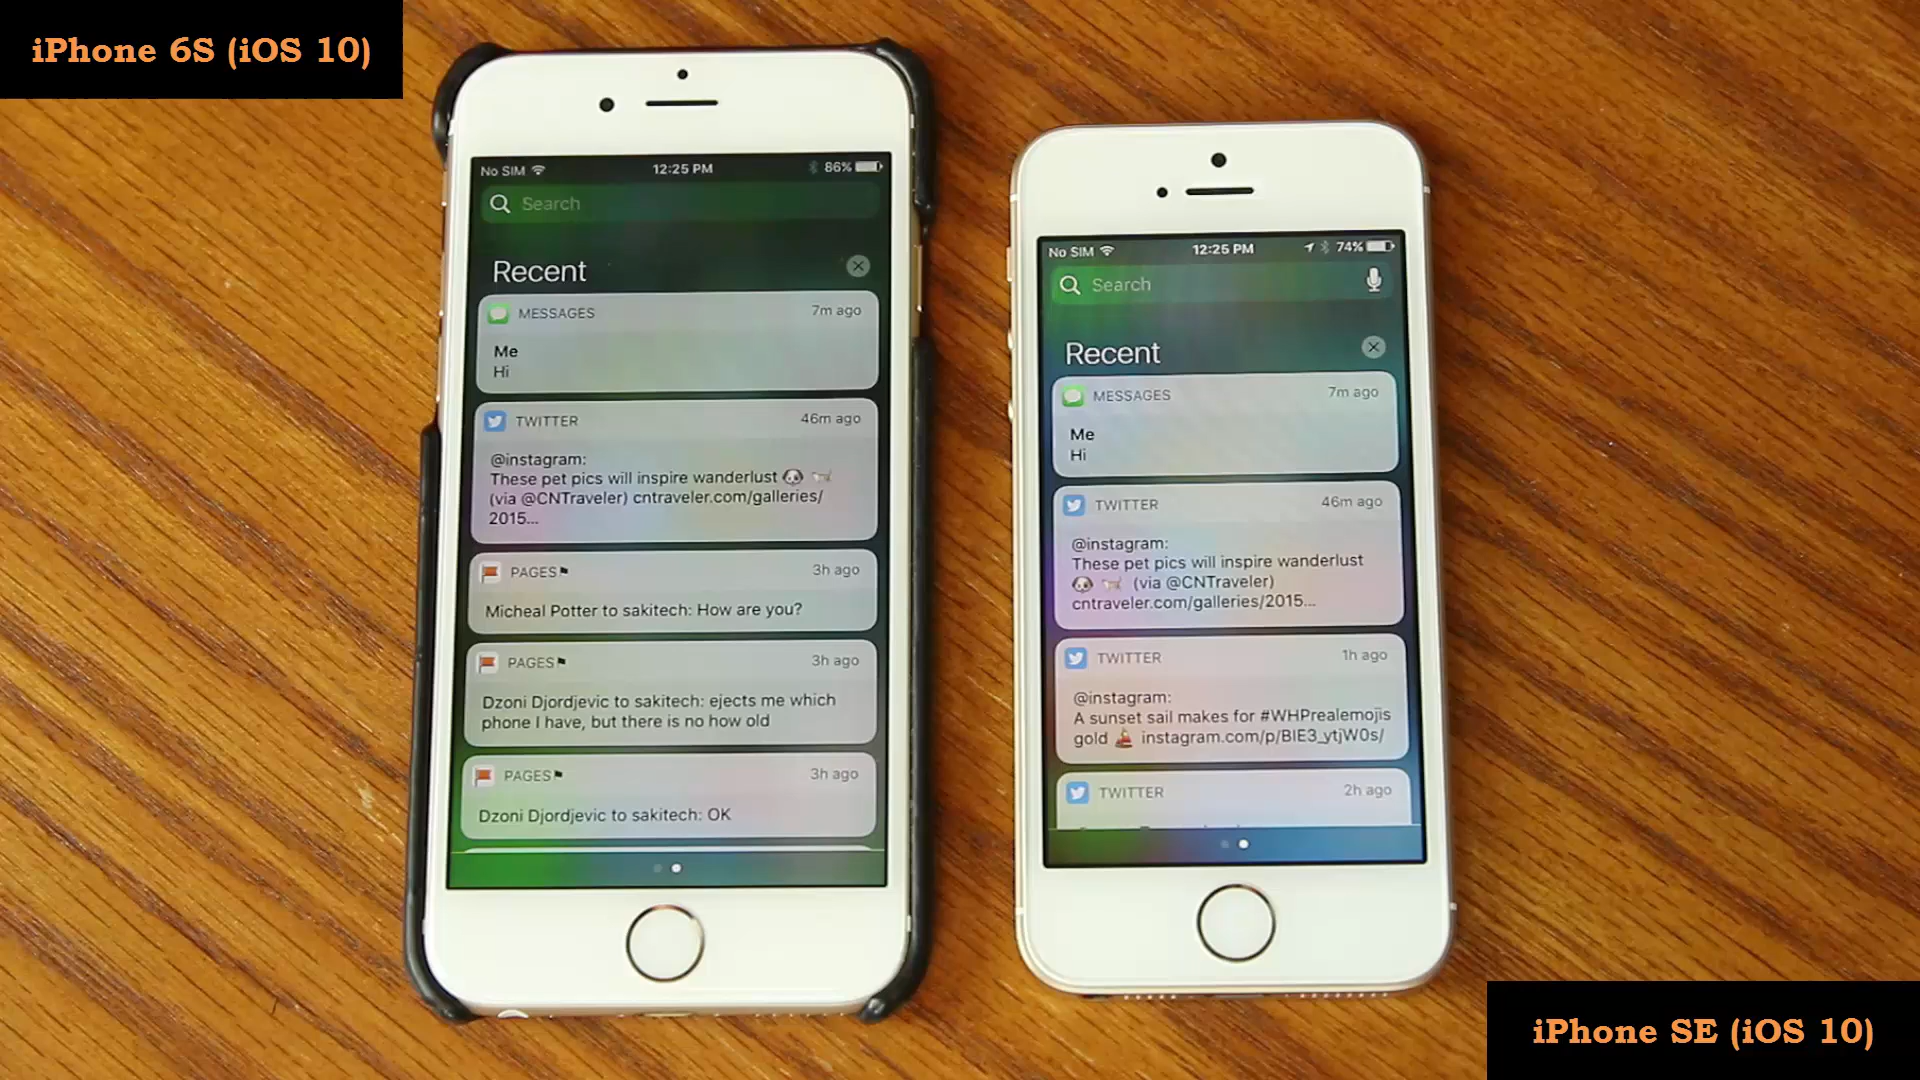 iPhone 6S (iOS 10)
No SIM 12:25 PM 86%
Search
Recent
MESSAGES 7m ago
Me
Hi
TWITTER 46m ago
@instagram:
These pet pics will inspire wanderlust 🐶 🐕
(via @CNTraveler) cntraveler.com/galleries/
2015...
PAGES 3h ago
Micheal Potter to sakitech: How are you?
PAGES 3h ago
Dzoni Djordjevic to sakitech: ejects me which
phone I have, but there is no how old
PAGES 3h ago
Dzoni Djordjevic to sakitech: OK
No SIM 12:25 PM 74%
Search
Recent
MESSAGES 7m ago
Me
Hi
TWITTER 46m ago
@instagram:
These pet pics will inspire wanderlust
🐶 🐕 (via @CNTraveler)
cntraveler.com/galleries/2015...
TWITTER 1h ago
@instagram:
A sunset sail makes for #WHPrealemojis
gold instagram.com/p/BIE3_ytjW0s/
TWITTER 2h ago
iPhone SE (iOS 10)